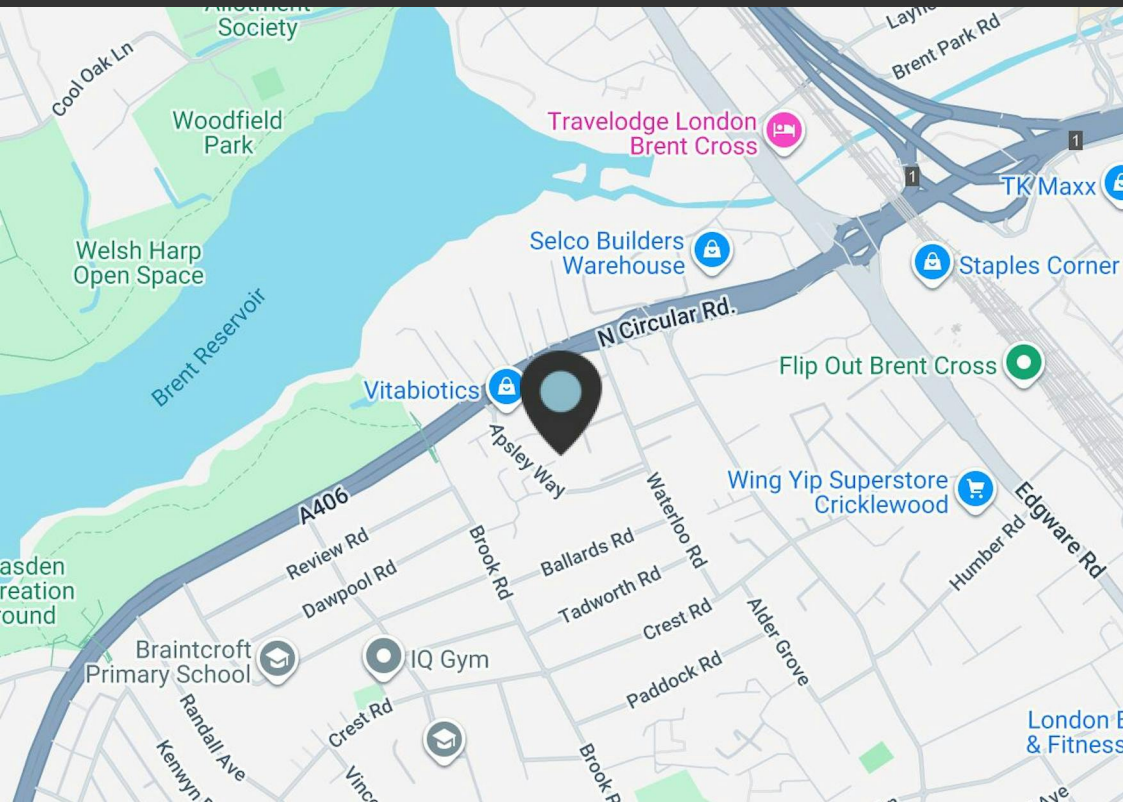 Allotment
Society
Cool Oak Ln
Brent Park Rd
Woodfield
Park
Travelodge London
Brent Cross
1
1
TK Maxx
Welsh Harp
Open Space
Selco Builders
Warehouse
Staples Corner
Brent Reservoir
N Circular Rd.
Flip Out Brent Cross
Vitabiotics
Apsley Way
Wing Yip Superstore
Cricklewood
A406
Waterloo Rd
Edgware Rd
Review Rd
Brook Rd
Ballards Rd
Humber Rd
Dawpool Rd
Tadworth Rd
asden
reation
ound
Crest Rd
Alder Grove
Braintcroft
Primary School
IQ Gym
Paddock Rd
Randall Ave
Crest Rd
London
& Fitness
Kenwyn
Vinc
Brook
Ave